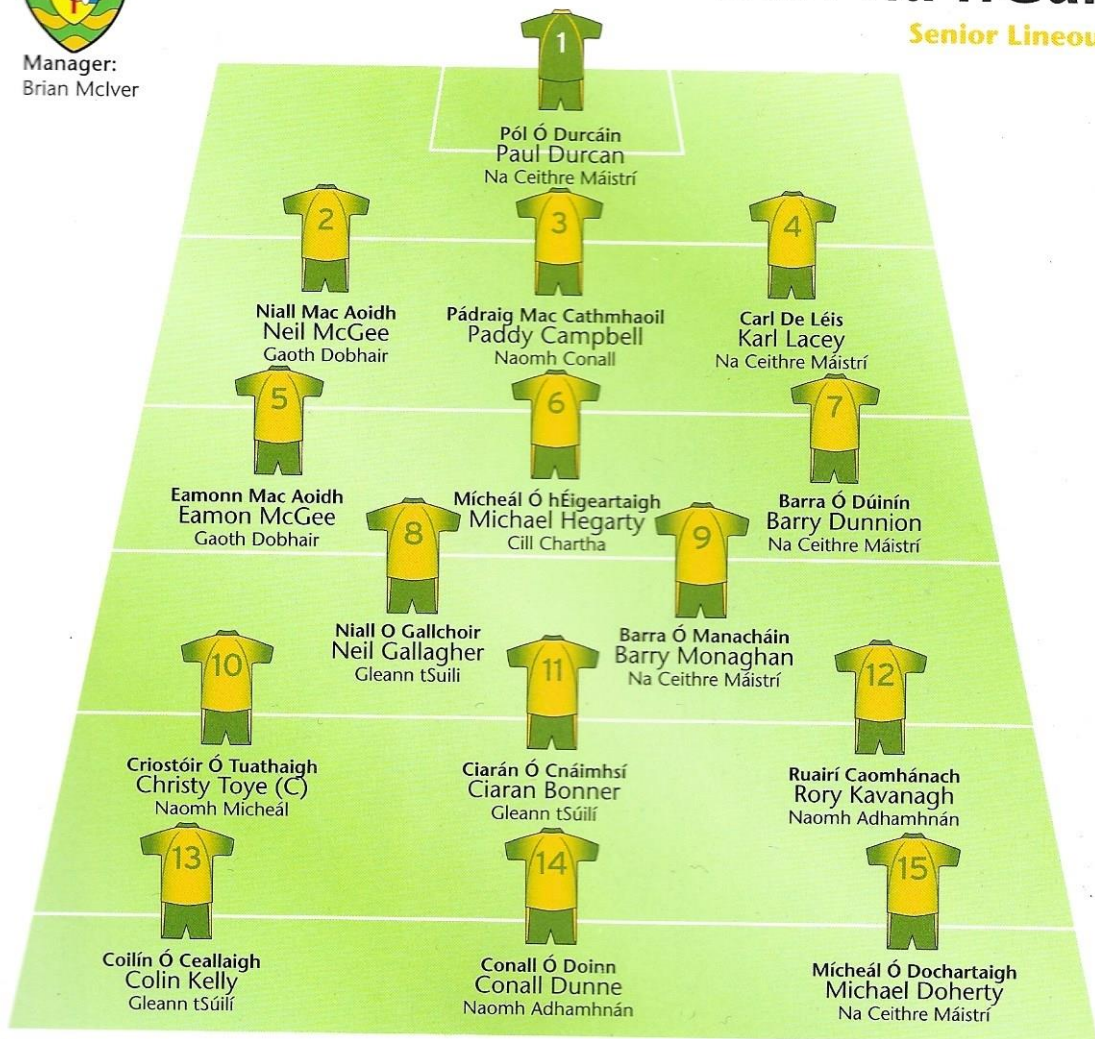 Senior
Manager:
Brian McIver
1
Pól Ó Durcáin
Paul Durcan
Na Ceithre Máistrí
2
3
4
Niall Mac Aoidh
Neil McGee
Gaoth Dobhair
Pádraig Mac Cathmhaoil
Paddy Campbell
Naomh Conall
Carl De Léis
Karl Lacey
Na Ceithre Máistrí
5
6
7
Eamonn Mac Aoidh
Eamon McGee
Gaoth Dobhair
Mícheál Ó hÉigeartaigh
Michael Hegarty
Cill Chartha
Barra Ó Dúinín
Barry Dunnion
Na Ceithre Máistrí
8
9
Niall O Gallchoir
Neil Gallagher
Gleann tSuili
Barra Ó Manacháin
Barry Monaghan
Na Ceithre Máistrí
10
11
12
Criostóir Ó Tuathaigh
Christy Toye (C)
Naomh Micheál
Ciarán Ó Cnáimhsí
Ciaran Bonner
Gleann tSúilí
Ruairí Caomhánach
Rory Kavanagh
Naomh Adhamhnán
13
14
15
Coilín Ó Ceallaigh
Colin Kelly
Gleann tSúilí
Conall Ó Doinn
Conall Dunne
Naomh Adhamhnán
Mícheál Ó Dochartaigh
Michael Doherty
Na Ceithre Máistrí